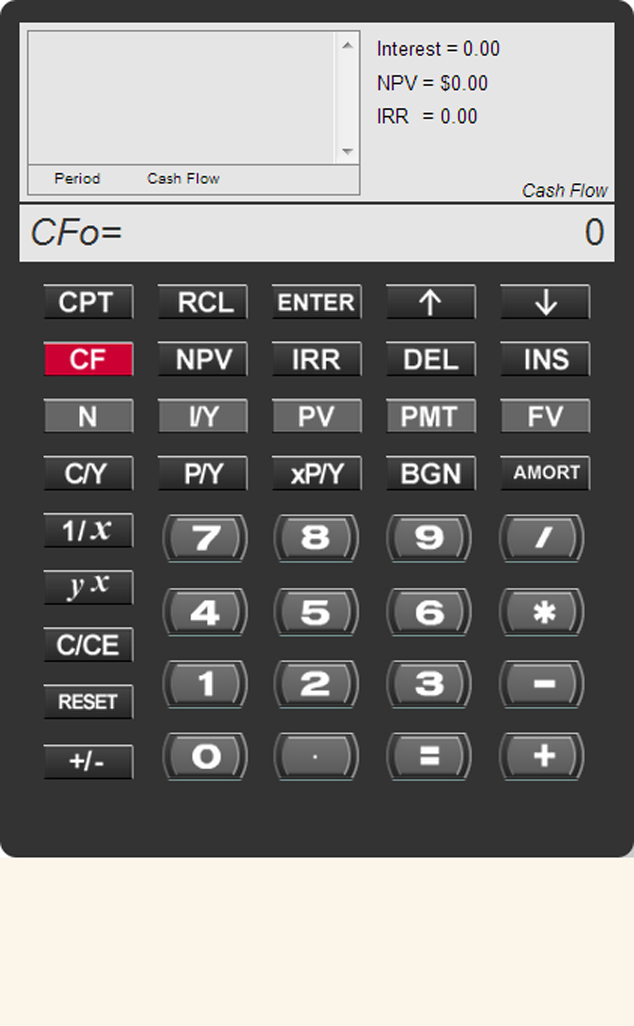 Interest = 0.00
NPV = $0.00
IRR = 0.00
Period Cash Flow
Cash Flow
CFo= 0
CPT RCL ENTER ↑ ↓
CF NPV IRR DEL INS
N I/Y PV PMT FV
C/Y P/Y xP/Y BGN AMORT
1/x 7 8 9 /
y x 4 5 6 *
C/CE 1 2 3 -
RESET
+/- 0 . = +